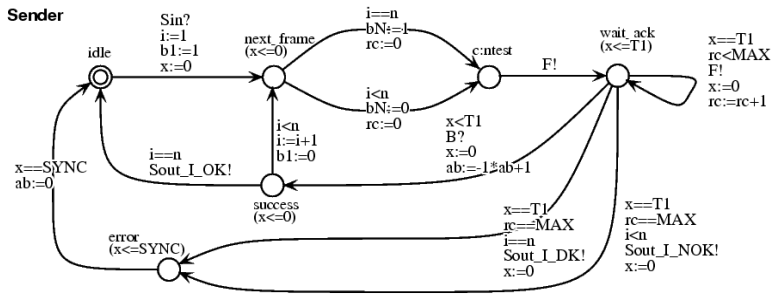 Sender
idle
Sin?
i:=1
b1:=1
x:=0
next_frame
(x<=0)
i==n
bN:=1
rc:=0
i<n
bN:=0
rc:=0
c:ntest
F!
wait_ack
(x<=T1)
x==T1
rc<MAX
F!
x:=0
rc:=rc+1
i<n
i:=i+1
b1:=0
x<T1
B?
x:=0
ab:=-1*ab+1
i==n
Sout_I_OK!
success
(x<=0)
x==SYNC
ab:=0
error
(x<=SYNC)
x==T1
rc==MAX
i==n
Sout_I_DK!
x:=0
x==T1
rc==MAX
i<n
Sout_I_NOK!
x:=0